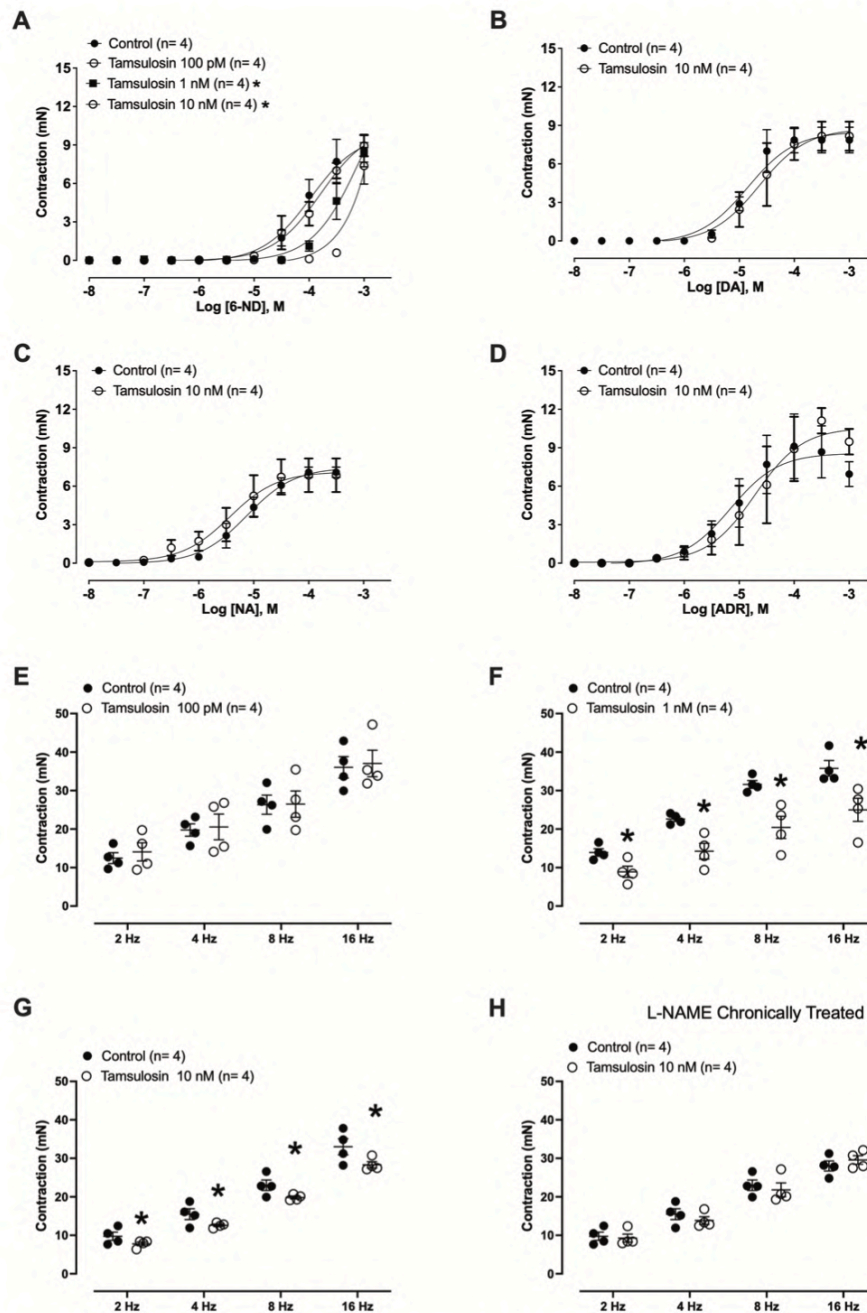 A
Control (n= 4)
Tamsulosin 100 pM (n= 4)
Tamsulosin 1 nM (n= 4) *
Tamsulosin 10 nM (n= 4) *
Contraction (mN)
15
12
9
6
3
0
-8 -7 -6 -5 -4 -3
Log [6-ND], M
B
Control (n= 4)
Tamsulosin 10 nM (n= 4)
Contraction (mN)
15
12
9
6
3
0
-8 -7 -6 -5 -4 -3
Log [DA], M
C
Control (n= 4)
Tamsulosin 10 nM (n= 4)
Contraction (mN)
15
12
9
6
3
0
-8 -7 -6 -5 -4 -3
Log [NA], M
D
Control (n= 4)
Tamsulosin 10 nM (n= 4)
Contraction (mN)
15
12
9
6
3
0
-8 -7 -6 -5 -4 -3
Log [ADR], M
E
Control (n= 4)
Tamsulosin 100 pM (n= 4)
Contraction (mN)
50
40
30
20
10
0
2 Hz 4 Hz 8 Hz 16 Hz
F
Control (n= 4)
Tamsulosin 1 nM (n= 4)
Contraction (mN)
50
40
30
20
10
0
* * * *
2 Hz 4 Hz 8 Hz 16 Hz
G
Control (n= 4)
Tamsulosin 10 nM (n= 4)
Contraction (mN)
50
40
30
20
10
0
* * * *
2 Hz 4 Hz 8 Hz 16 Hz
H
L-NAME Chronically Treated
Control (n= 4)
Tamsulosin 10 nM (n= 4)
Contraction (mN)
50
40
30
20
10
0
2 Hz 4 Hz 8 Hz 16 Hz